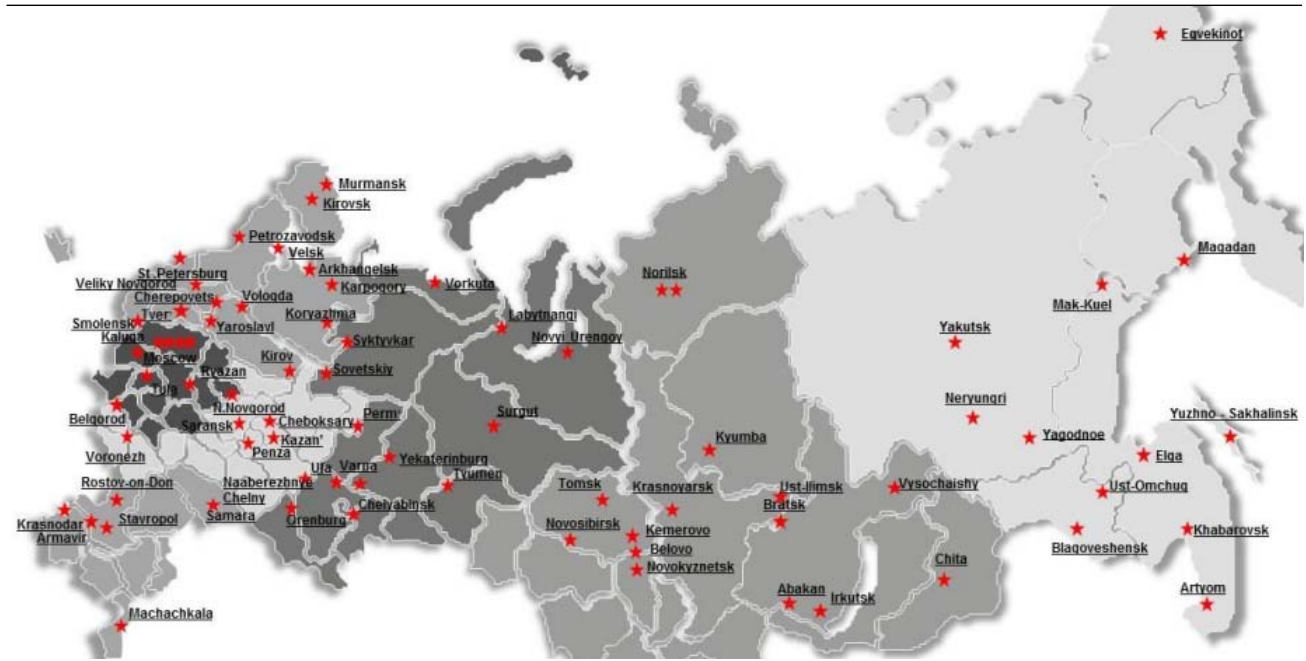 Egvekinot
Murmansk
Kirovsk
Petrozavodsk
Velsk
Magadan
St.Petersburg
Arkhangelsk
Veliky Novgorod
Karpogory
Vorkuta
Norilsk
Cherepovets
Vologda
Mak-Kuel
Tver'
Koryazhma
Labytnangi
Smolensk
Yaroslavl
Yakutsk
Kaluga
Syktyvkar
Novyi Urengoy
Moscow
Kirov
Ryazan
Sovetskiy
Tula
Neryungri
N.Novgorod
Surgut
Belgorod
Cheboksary
Perm'
Yuzhno - Sakhalinsk
Saransk
Kazan'
Kyumba
Yagodnoe
Penza
Voronezh
Yekaterinburg
Elga
Ufa
Varna
Tyumen
Rostov-on-Don
Naaberezhnye
Chelny
Tomsk
Krasnoyarsk
Ust-Ilimsk
Vysochaishy
Ust-Omchug
Samara
Orenburg
Chelyabinsk
Bratsk
Krasnodar
Stavropol
Novosibirsk
Kemerovo
Khabarovsk
Armavir
Belovo
Blagoveshensk
Novokyznetsk
Chita
Abakan
Irkutsk
Artyom
Machachkala